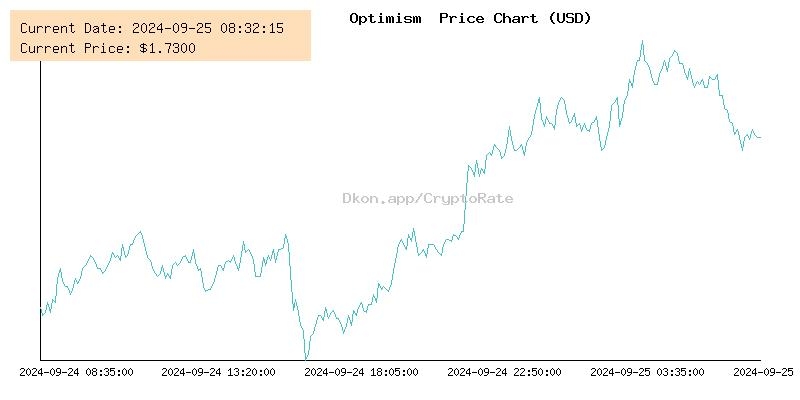 Optimism  Price Chart (USD)
Current Date: 2024-09-25 08:32:15
Current Price: $1.7300
Dkon.app/CryptoRate
2024-09-24 08:35:00 2024-09-24 13:20:00 2024-09-24 18:05:00 2024-09-24 22:50:00 2024-09-25 03:35:00 2024-09-25